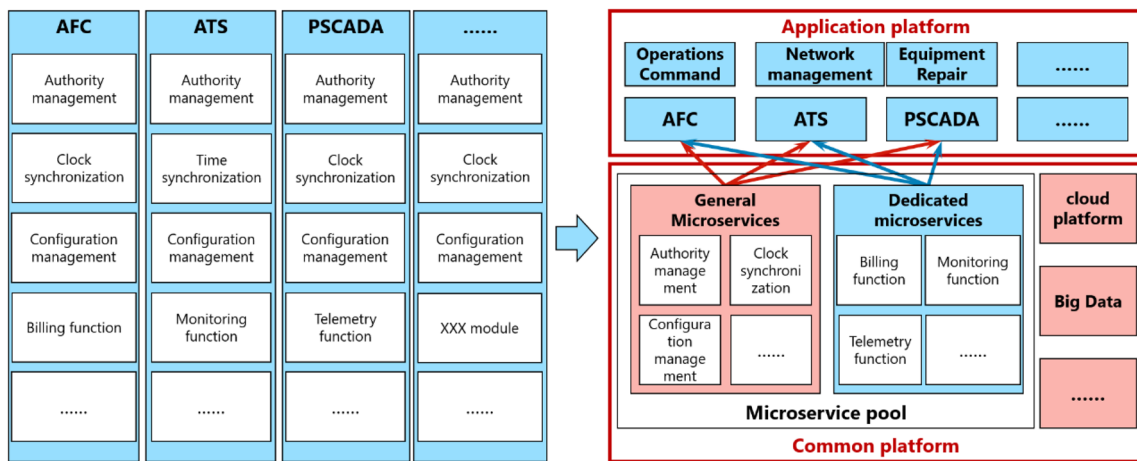 AFC
Authority
management
Clock
synchronization
Configuration
management
Billing function
......
ATS
Authority
management
Time
synchronization
Configuration
management
Monitoring
function
......
PSCADA
Authority
management
Clock
synchronization
Configuration
management
Telemetry
function
......
......
Authority
management
Clock
synchronization
Configuration
management
XXX module
......
Application platform
Operations
Command
Network
management
Equipment
Repair
......
AFC
ATS
PSCADA
......
General
Microservices
Authority
manage
ment
Clock
synchroni
zation
Configura
tion
manage
ment
......
Dedicated
microservices
Billing
function
Monitoring
function
Telemetry
function
......
Microservice pool
cloud
platform
Big Data
......
Common platform